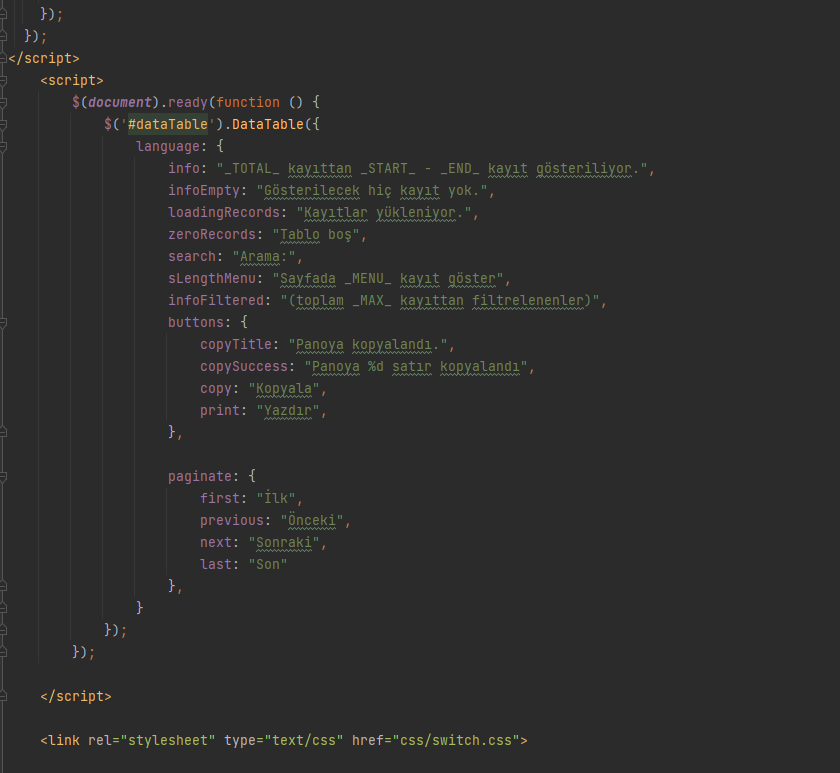 });
});
</script>
<script>
$(document).ready(function () {
$('#dataTable').DataTable({
language: {
info: "_TOTAL_ kayıttan _START_ - _END_ kayıt gösteriliyor.",
infoEmpty: "Gösterilecek hiç kayıt yok.",
loadingRecords: "Kayıtlar yükleniyor.",
zeroRecords: "Tablo boş",
search: "Arama:",
sLengthMenu: "Sayfada _MENU_ kayıt göster",
infoFiltered: "(toplam _MAX_ kayıttan filtrelenenler)",
buttons: {
copyTitle: "Panoya kopyalandı.",
copySuccess: "Panoya %d satır kopyalandı",
copy: "Kopyala",
print: "Yazdır",
},
paginate: {
first: "İlk",
previous: "Önceki",
next: "Sonraki",
last: "Son"
},
}
});
});
</script>
<link rel="stylesheet" type="text/css" href="css/switch.css">